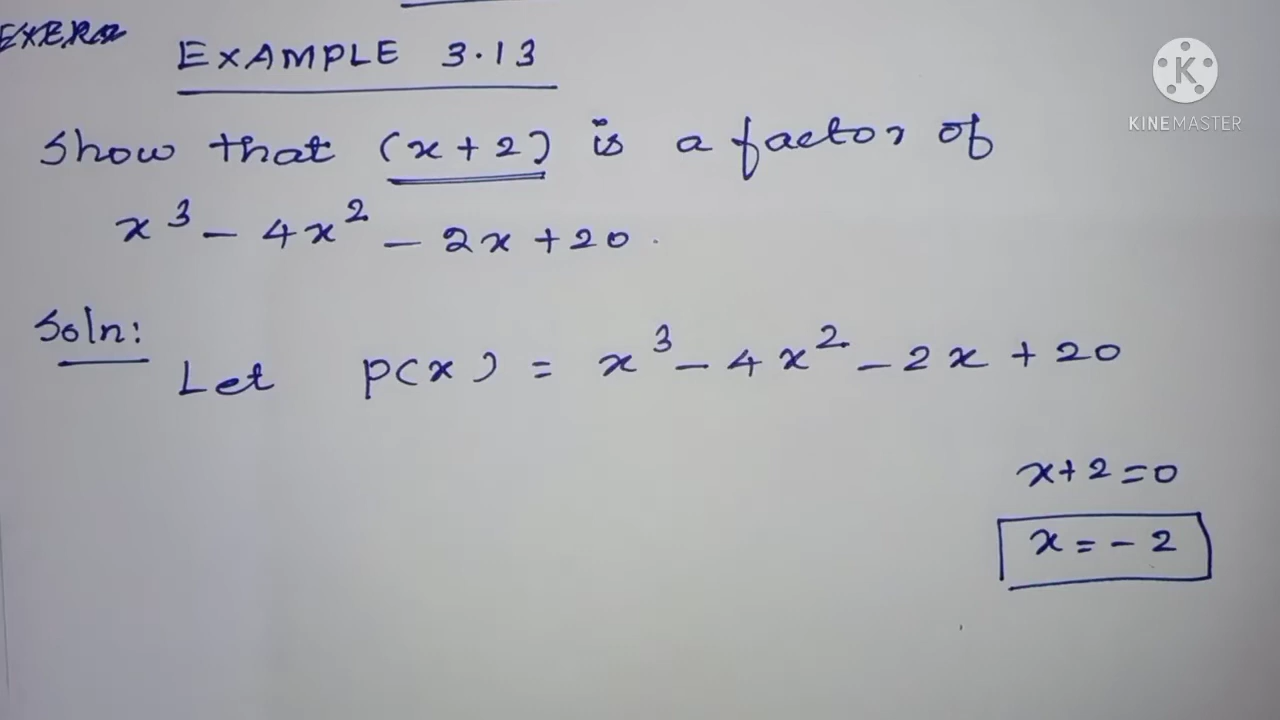 EXAMPLE 3.13
KINEMASTER
Show that (x+2) is a factor of
x³ - 4x² - 2x + 20.
Soln:
Let P(x) = x³ - 4x² - 2x + 20
x+2=0
x=-2